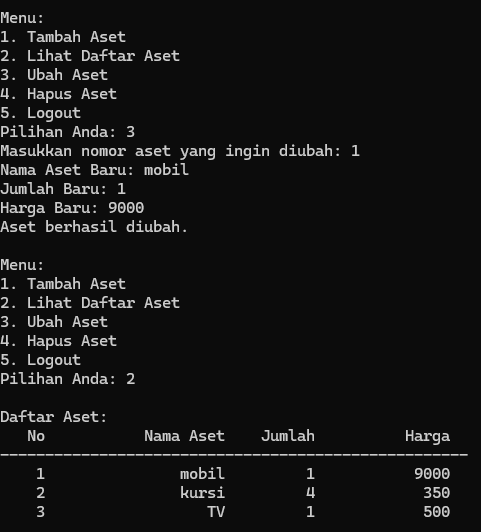 Menu:
1. Tambah Aset
2. Lihat Daftar Aset
3. Ubah Aset
4. Hapus Aset
5. Logout
Pilihan Anda: 3
Masukkan nomor aset yang ingin diubah: 1
Nama Aset Baru: mobil
Jumlah Baru: 1
Harga Baru: 9000
Aset berhasil diubah.

Menu:
1. Tambah Aset
2. Lihat Daftar Aset
3. Ubah Aset
4. Hapus Aset
5. Logout
Pilihan Anda: 2

Daftar Aset:
   No           Nama Aset    Jumlah          Harga
----------------------------------------------------
    1               mobil         1           9000
    2               kursi         4            350
    3                  TV         1            500